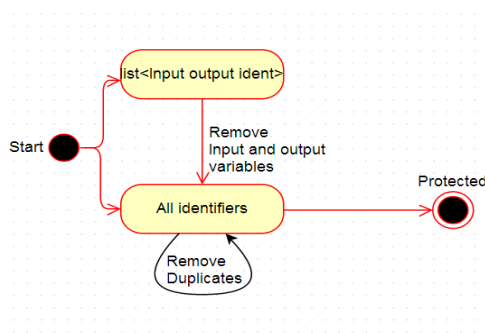 list<Input output ident>
Start
Remove
Input and output
variables
Protected
All identifiers
Remove
Duplicates